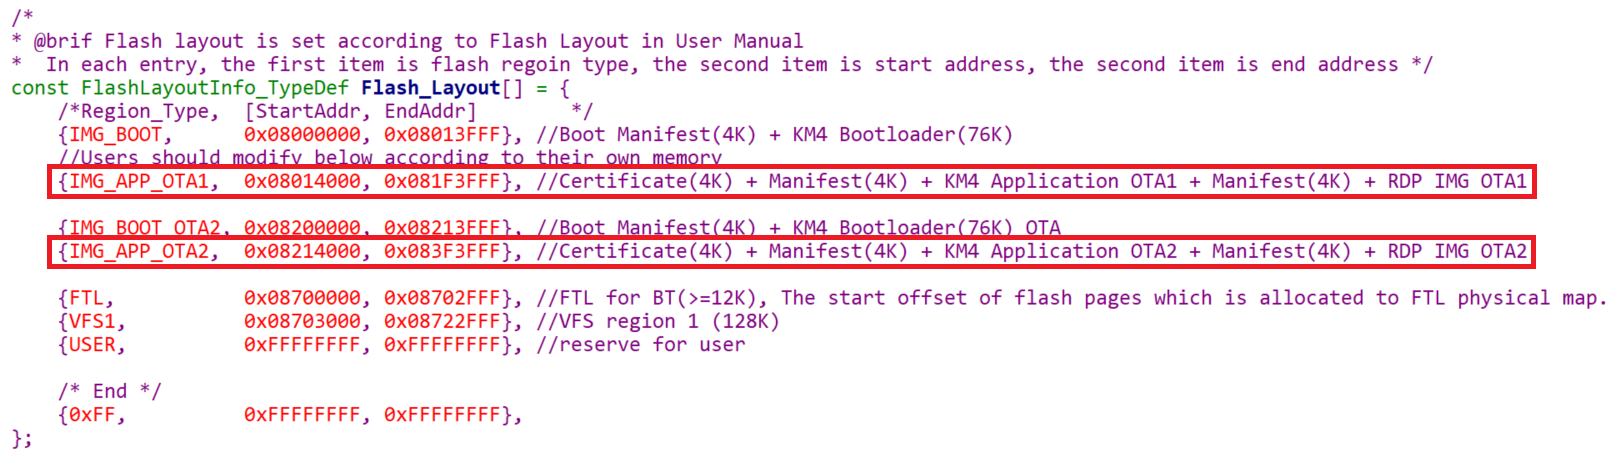 /*
* @brif Flash layout is set according to Flash Layout in User Manual
*  In each entry, the first item is flash regoin type, the second item is start address, the second item is end address */
const FlashLayoutInfo_TypeDef Flash_Layout[] = {
    /*Region_Type,  [StartAddr, EndAddr]        */
    {IMG_BOOT,      0x08000000, 0x08013FFF}, //Boot Manifest(4K) + KM4 Bootloader(76K)
    //Users should modify below according to their own memory
    {IMG_APP_OTA1,  0x08014000, 0x081F3FFF}, //Certificate(4K) + Manifest(4K) + KM4 Application OTA1 + Manifest(4K) + RDP IMG OTA1
    {IMG_BOOT_OTA2, 0x08200000, 0x08213FFF}, //Boot Manifest(4K) + KM4 Bootloader(76K) OTA
    {IMG_APP_OTA2,  0x08214000, 0x083F3FFF}, //Certificate(4K) + Manifest(4K) + KM4 Application OTA2 + Manifest(4K) + RDP IMG OTA2
    {FTL,           0x08700000, 0x08702FFF}, //FTL for BT(>=12K), The start offset of flash pages which is allocated to FTL physical map.
    {VFS1,          0x08703000, 0x08722FFF}, //VFS region 1 (128K)
    {USER,          0xFFFFFFFF, 0xFFFFFFFF}, //reserve for user
    /* End */
    {0xFF,          0xFFFFFFFF, 0xFFFFFFFF},
};